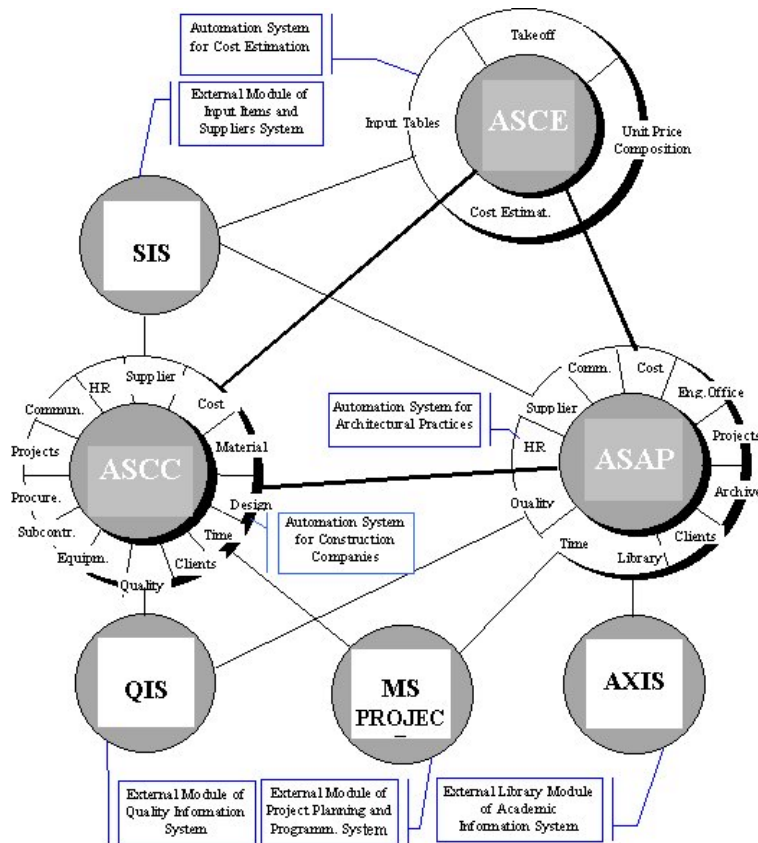 Automation System
for Cost Estimation
Takeoff
External Module of
Input Items and
Suppliers System
Input Tables
ASCE
Unit Price
Composition
Cost Estimat.
SIS
Supplier
HR
Cost
Commun.
Material
Projects
ASCC
Procure.
Design
Subcontr.
Time
Equipm.
Clients
Quality
Automation System for
Architectural Practices
Comm.
Cost
Eng.Office
Supplier
Projects
HR
ASAP
Archive
Quality
Clients
Time
Library
Automation System
for Construction
Companies
QIS
MS
PROJEC
AXIS
External Module of
Quality Information
System
External Module of
Project Planning and
Programm. System
External Library Module
of Academic
Information System